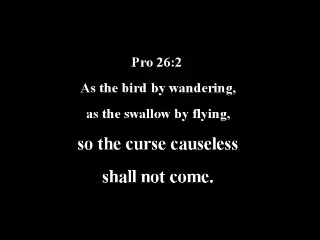 Pro 26:2
As the bird by wandering,
as the swallow by flying,
so the curse causeless
shall not come.